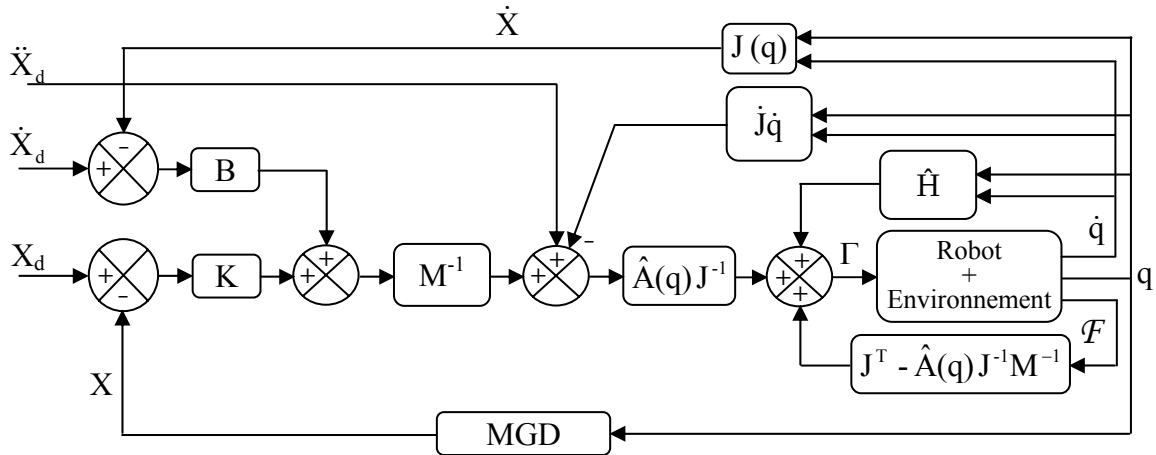 Ẋ
J (q)
Ẍd
J̇q̇
Ẋd
-
+
B
Ĥ
q̇
Xd
+
-
K
+
+
M⁻¹
+
+
-
Â(q) J⁻¹
+
+
+
Γ
Robot
+
Environnement
q
ℱ
Jᵀ - Â(q) J⁻¹M⁻¹
X
MGD